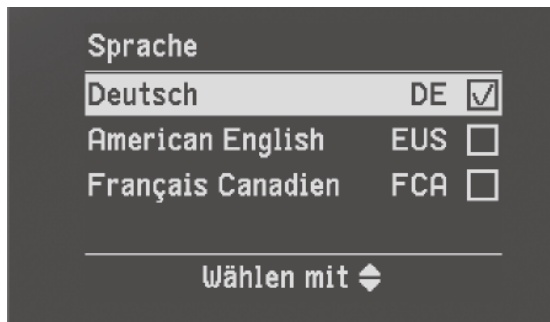 Sprache
Deutsch DE
American English EUS
Français Canadien FCA
Wählen mit